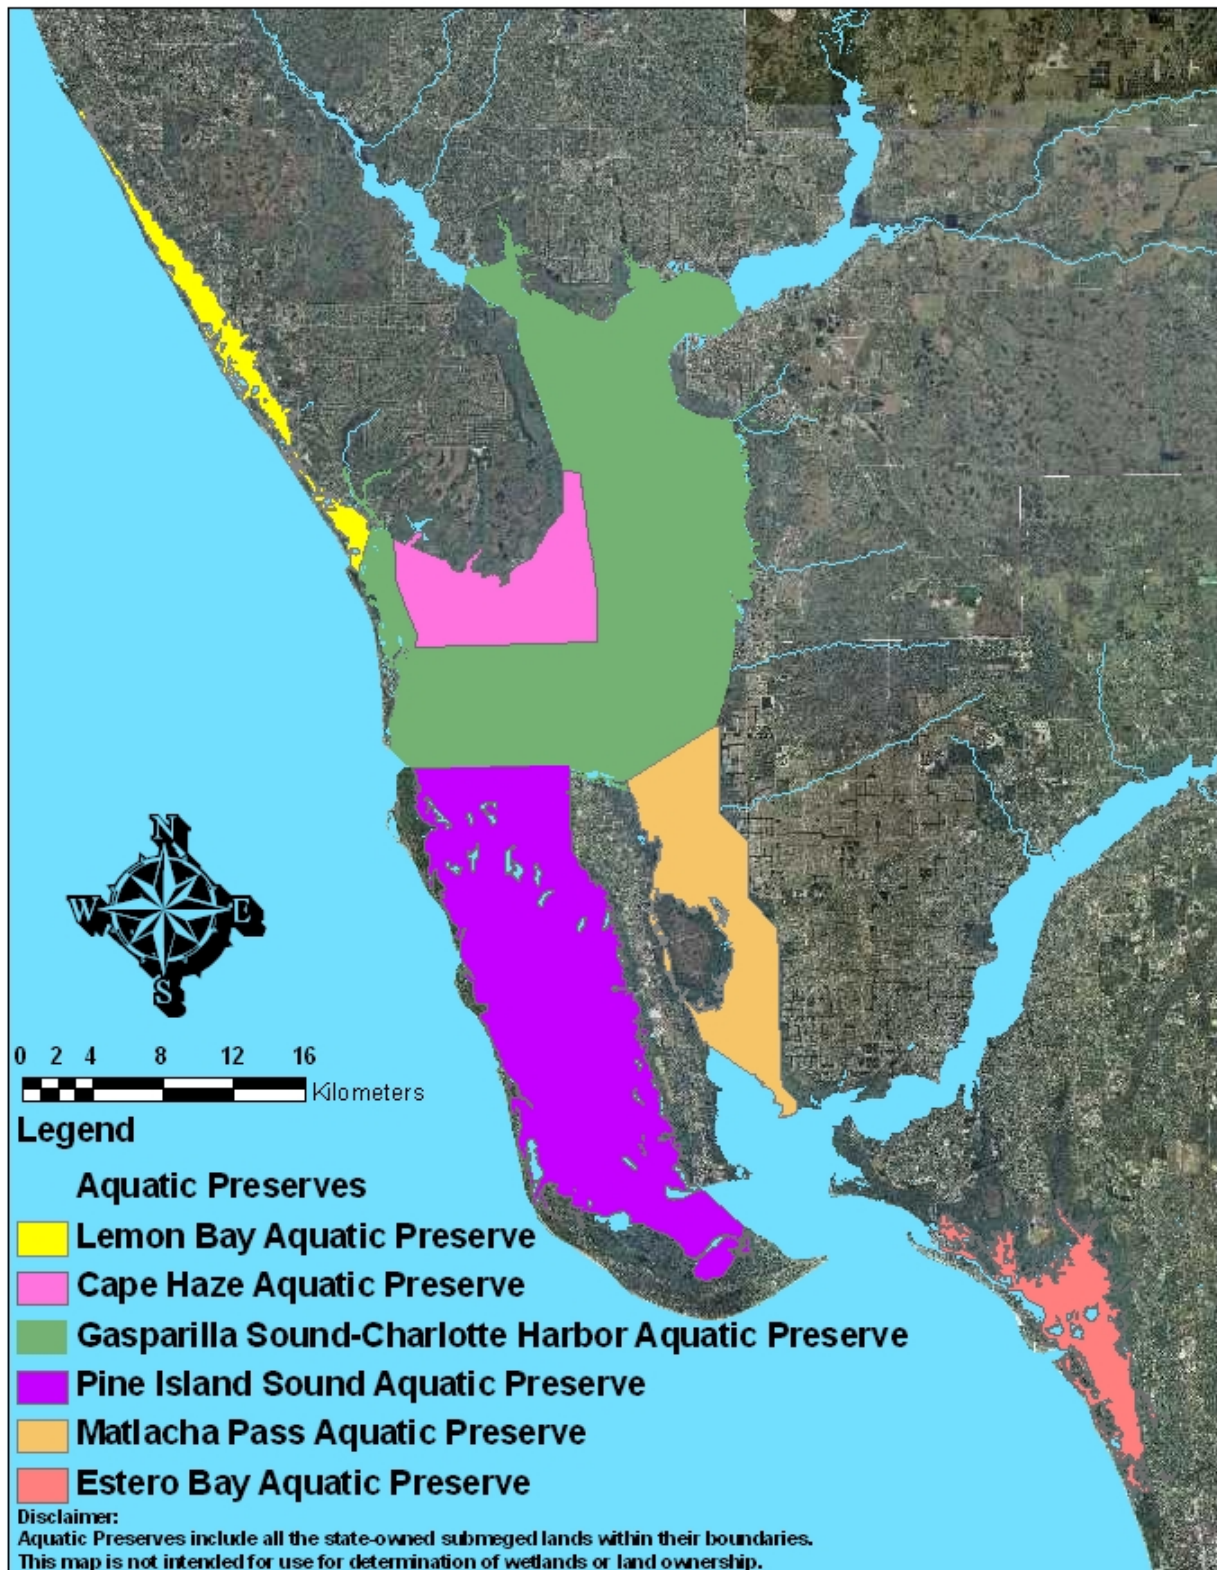 N
W E
S
0 2 4 8 12 16
Kilometers
Legend
Aquatic Preserves
Lemon Bay Aquatic Preserve
Cape Haze Aquatic Preserve
Gasparilla Sound-Charlotte Harbor Aquatic Preserve
Pine Island Sound Aquatic Preserve
Matlacha Pass Aquatic Preserve
Estero Bay Aquatic Preserve
Disclaimer:
Aquatic Preserves include all the state-owned submeged lands within their boundaries.
This map is not intended for use for determination of wetlands or land ownership.